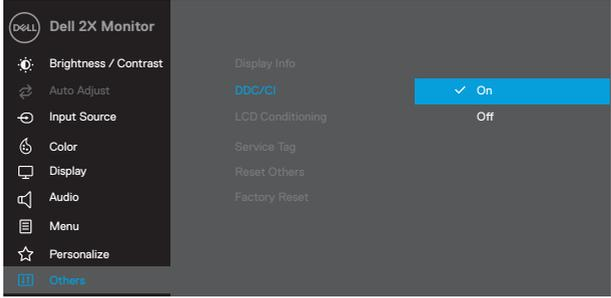 DELL
Dell 2X Monitor
Brightness / Contrast
Auto Adjust
Input Source
Color
Display
Audio
Menu
Personalize
Others
Display Info
DDC/CI
LCD Conditioning
Service Tag
Reset Others
Factory Reset
On
Off